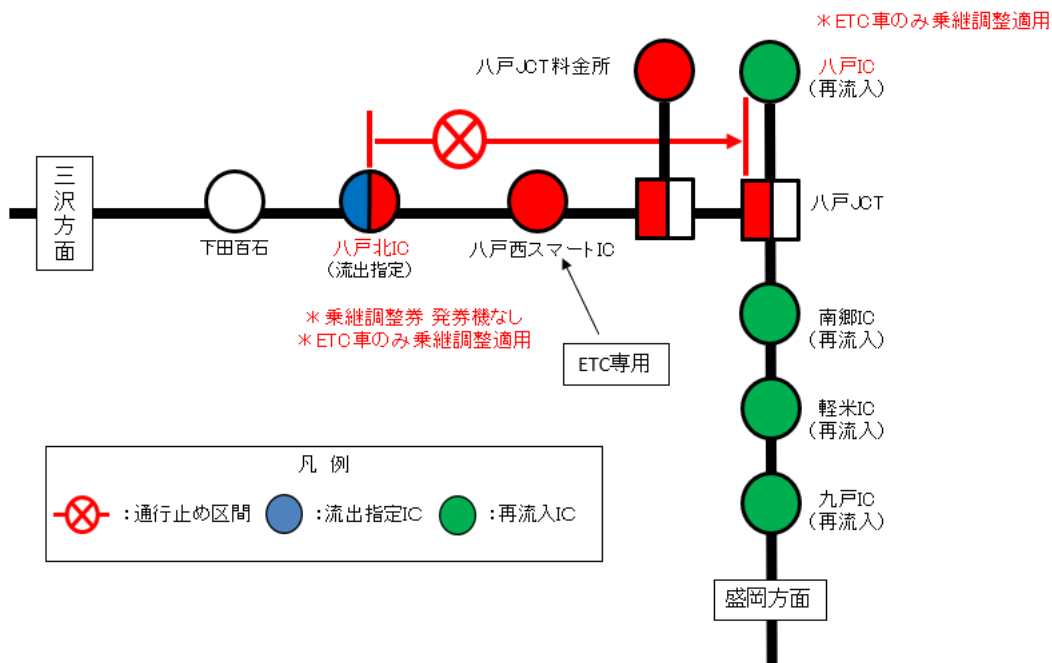 ＊ETC車のみ乗継調整適用
八戸JCT料金所
八戸IC
(再流入)
三沢方面
下田百石
八戸北IC
(流出指定)
八戸西スマートIC
八戸JCT
＊乗継調整券 発券機なし
＊ETC車のみ乗継調整適用
ETC専用
南郷IC
(再流入)
軽米IC
(再流入)
九戸IC
(再流入)
凡 例
：通行止め区間
：流出指定IC
：再流入IC
盛岡方面